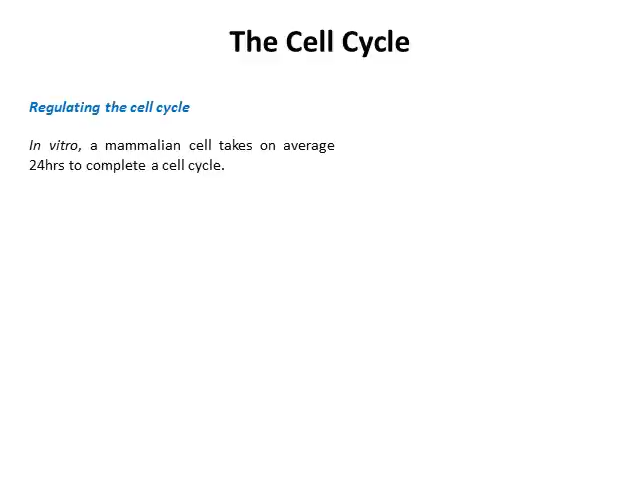 The Cell Cycle
Regulating the cell cycle
In vitro, a mammalian cell takes on average
24hrs to complete a cell cycle.